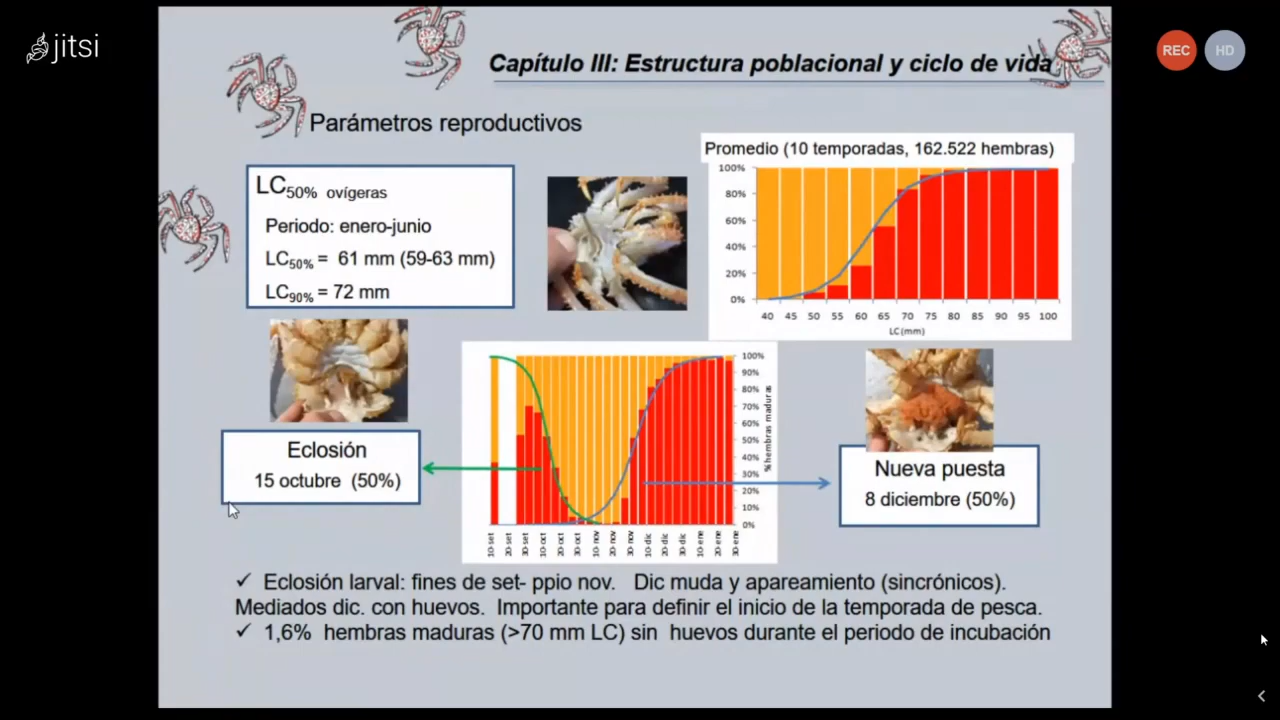 jitsi
REC
HD
Capítulo III: Estructura poblacional y ciclo de vida
Parámetros reproductivos
LC50% ovígeras
Periodo: enero-junio
LC50% = 61 mm (59-63 mm)
LC90% = 72 mm
Promedio (10 temporadas, 162.522 hembras)
100%
80%
60%
40%
20%
0%
40 45 50 55 60 65 70 75 80 85 90 95 100
LC(mm)
Eclosión
15 octubre (50%)
100%
90%
80%
70%
60%
50%
40%
30%
20%
10%
0%
%hembras maduras
10-set 20-set 30-set 10-oct 20-oct 30-oct 10-nov 20-nov 30-nov 10-dic 20-dic 30-dic 10-ene 20-ene 30-ene
Nueva puesta
8 diciembre (50%)
✓ Eclosión larval: fines de set- ppio nov. Dic muda y apareamiento (sincrónicos).
Mediados dic. con huevos. Importante para definir el inicio de la temporada de pesca.
✓ 1,6% hembras maduras (>70 mm LC) sin huevos durante el periodo de incubación